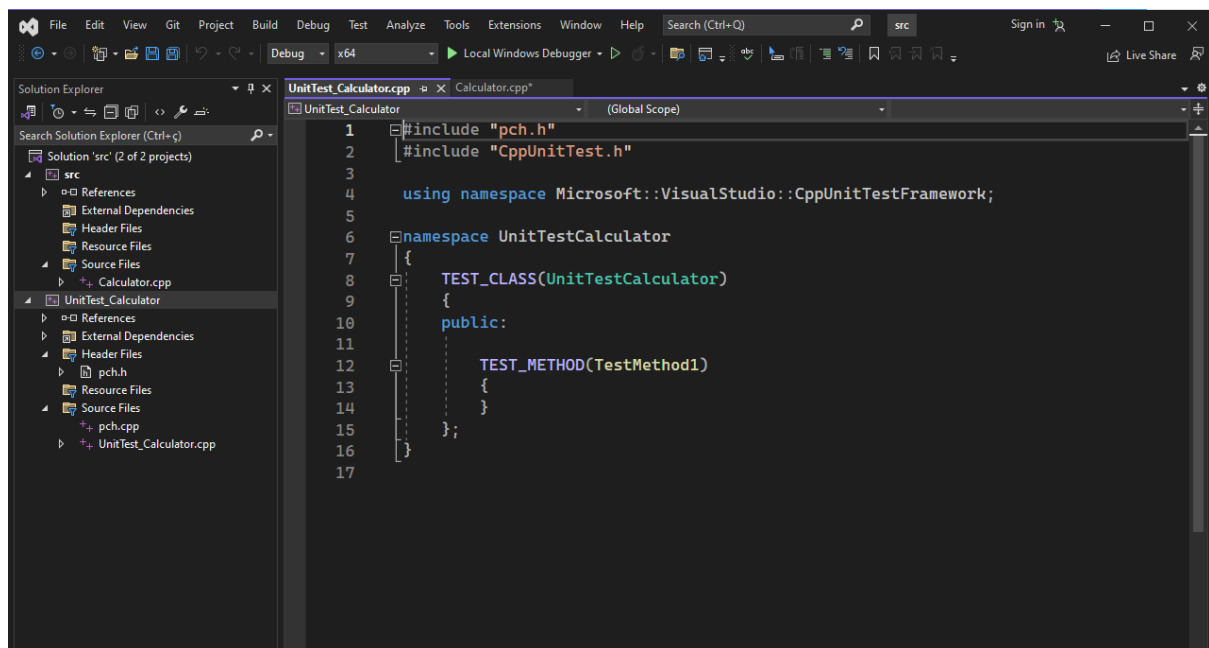 File Edit View Git Project Build Debug Test Analyze Tools Extensions Window Help Search (Ctrl+Q) src Sign in
Debug x64 Local Windows Debugger Live Share
Solution Explorer
Search Solution Explorer (Ctrl+ç)
Solution 'src' (2 of 2 projects)
src
References
External Dependencies
Header Files
Resource Files
Source Files
Calculator.cpp
UnitTest_Calculator
References
External Dependencies
Header Files
pch.h
Resource Files
Source Files
pch.cpp
UnitTest_Calculator.cpp
UnitTest_Calculator.cpp Calculator.cpp*
UnitTest_Calculator (Global Scope)
1 #include "pch.h"
2 #include "CppUnitTest.h"
3
4 using namespace Microsoft::VisualStudio::CppUnitTestFramework;
5
6 namespace UnitTestCalculator
7 {
8 TEST_CLASS(UnitTestCalculator)
9 {
10 public:
11
12 TEST_METHOD(TestMethod1)
13 {
14 }
15 };
16 }
17